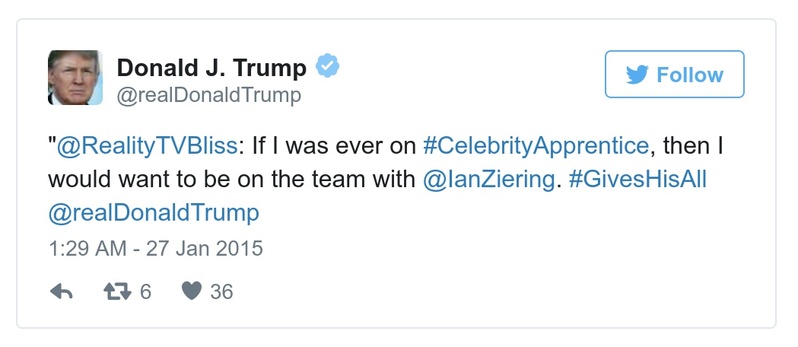 Donald J. Trump
@realDonaldTrump
Follow
"@RealityTVBliss: If I was ever on #CelebrityApprentice, then I
would want to be on the team with @IanZiering. #GivesHisAll
@realDonaldTrump
1:29 AM - 27 Jan 2015
6 36